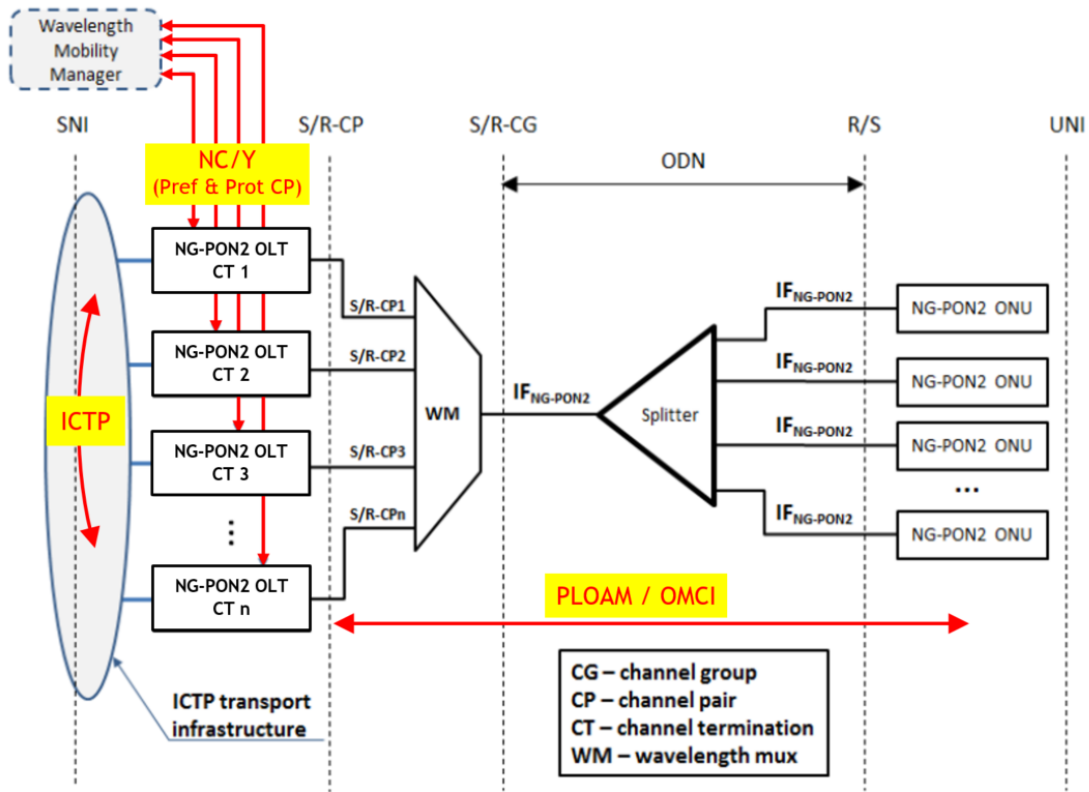 Wavelength
Mobility
Manager
SNI
S/R-CP
S/R-CG
R/S
UNI
ODN
NC/Y
(Pref & Prot CP)
NG-PON2 OLT
CT 1
NG-PON2 OLT
CT 2
NG-PON2 OLT
CT 3
⋮
NG-PON2 OLT
CT n
ICTP
S/R-CP1
S/R-CP2
S/R-CP3
S/R-CPn
WM
IFNG-PON2
Splitter
IFNG-PON2
IFNG-PON2
IFNG-PON2
IFNG-PON2
NG-PON2 ONU
NG-PON2 ONU
NG-PON2 ONU
...
NG-PON2 ONU
PLOAM / OMCI
ICTP transport
infrastructure
CG – channel group
CP – channel pair
CT – channel termination
WM – wavelength mux